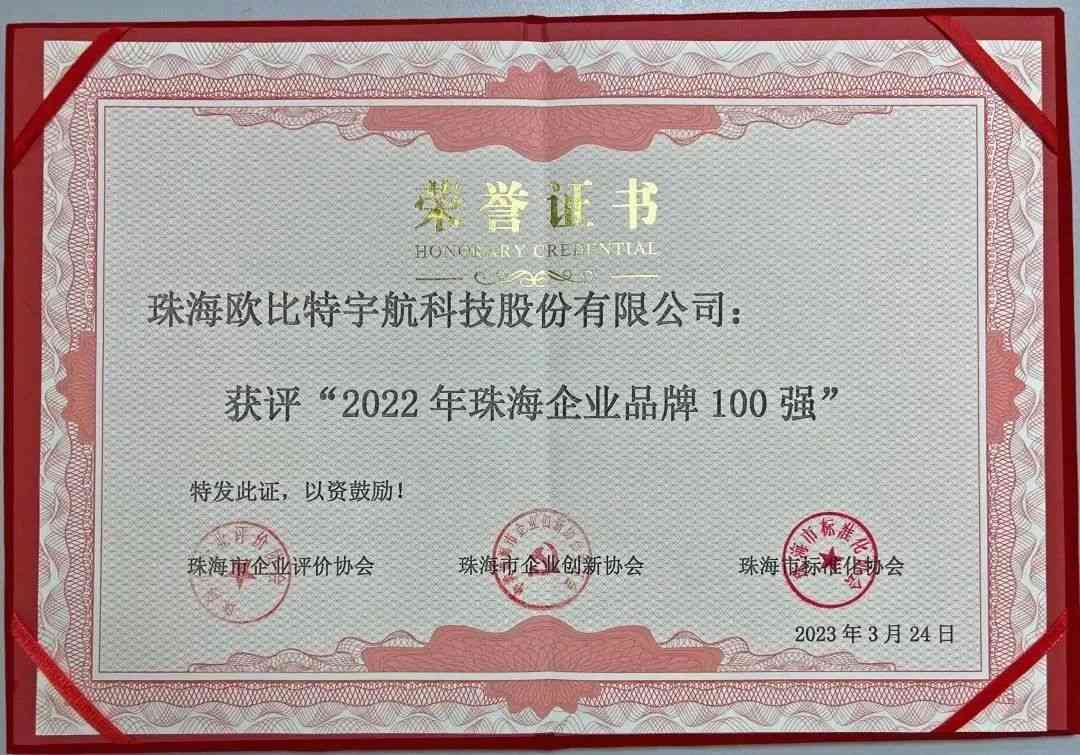 荣誉证书
HONORARY CREDENTIAL
珠海欧比特宇航科技股份有限公司：
获评“2022年珠海企业品牌100强”
特发此证，以资鼓励！
珠海市企业评价协会 珠海市企业创新协会 珠海市标准化协会
2023年3月24日